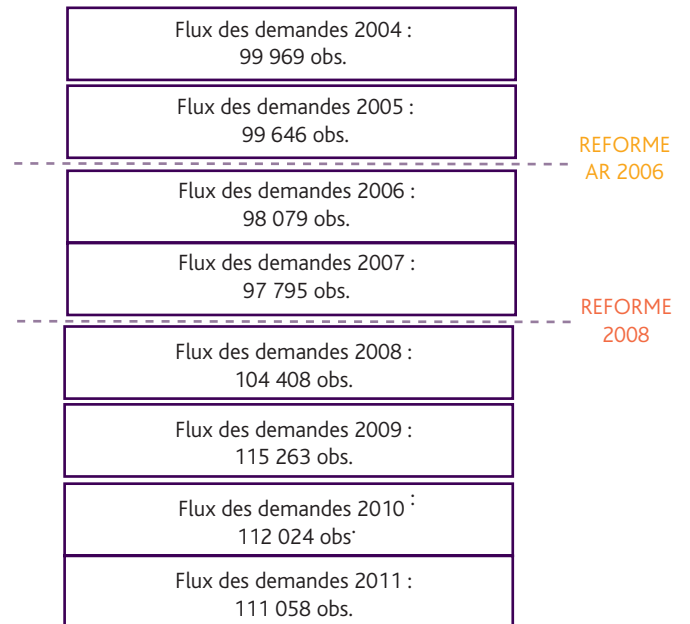 Flux des demandes 2004 :
99 969 obs.
Flux des demandes 2005 :
99 646 obs.
REFORME
AR 2006
Flux des demandes 2006 :
98 079 obs.
Flux des demandes 2007 :
97 795 obs.
REFORME
2008
Flux des demandes 2008 :
104 408 obs.
Flux des demandes 2009 :
115 263 obs.
Flux des demandes 2010 :
112 024 obs.
Flux des demandes 2011 :
111 058 obs.